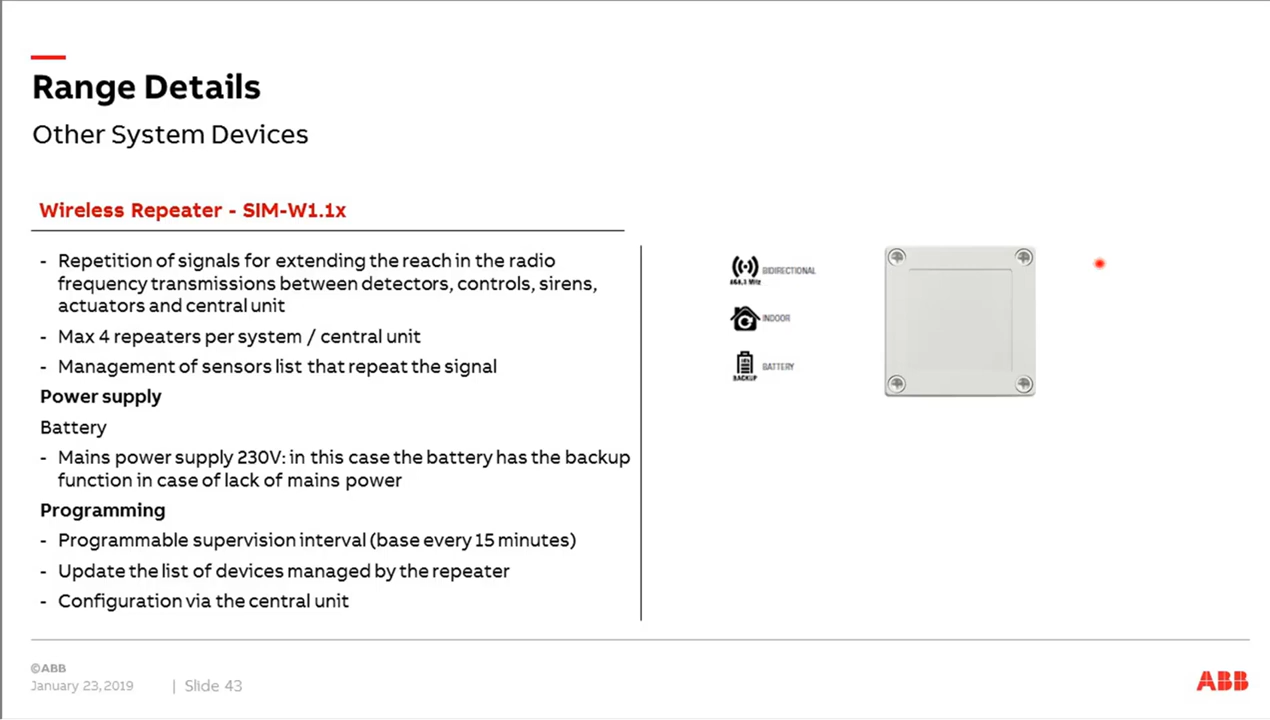 Range Details
Other System Devices
Wireless Repeater - SIM-W1.1x
- Repetition of signals for extending the reach in the radio
frequency transmissions between detectors, controls, sirens,
actuators and central unit
- Max 4 repeaters per system / central unit
- Management of sensors list that repeat the signal
Power supply
Battery
- Mains power supply 230V: in this case the battery has the backup
function in case of lack of mains power
Programming
- Programmable supervision interval (base every 15 minutes)
- Update the list of devices managed by the repeater
- Configuration via the central unit
BIDIRECTIONAL
MHz
INDOOR
BATTERY
BACKUP
©ABB
January 23, 2019 | Slide 43
ABB